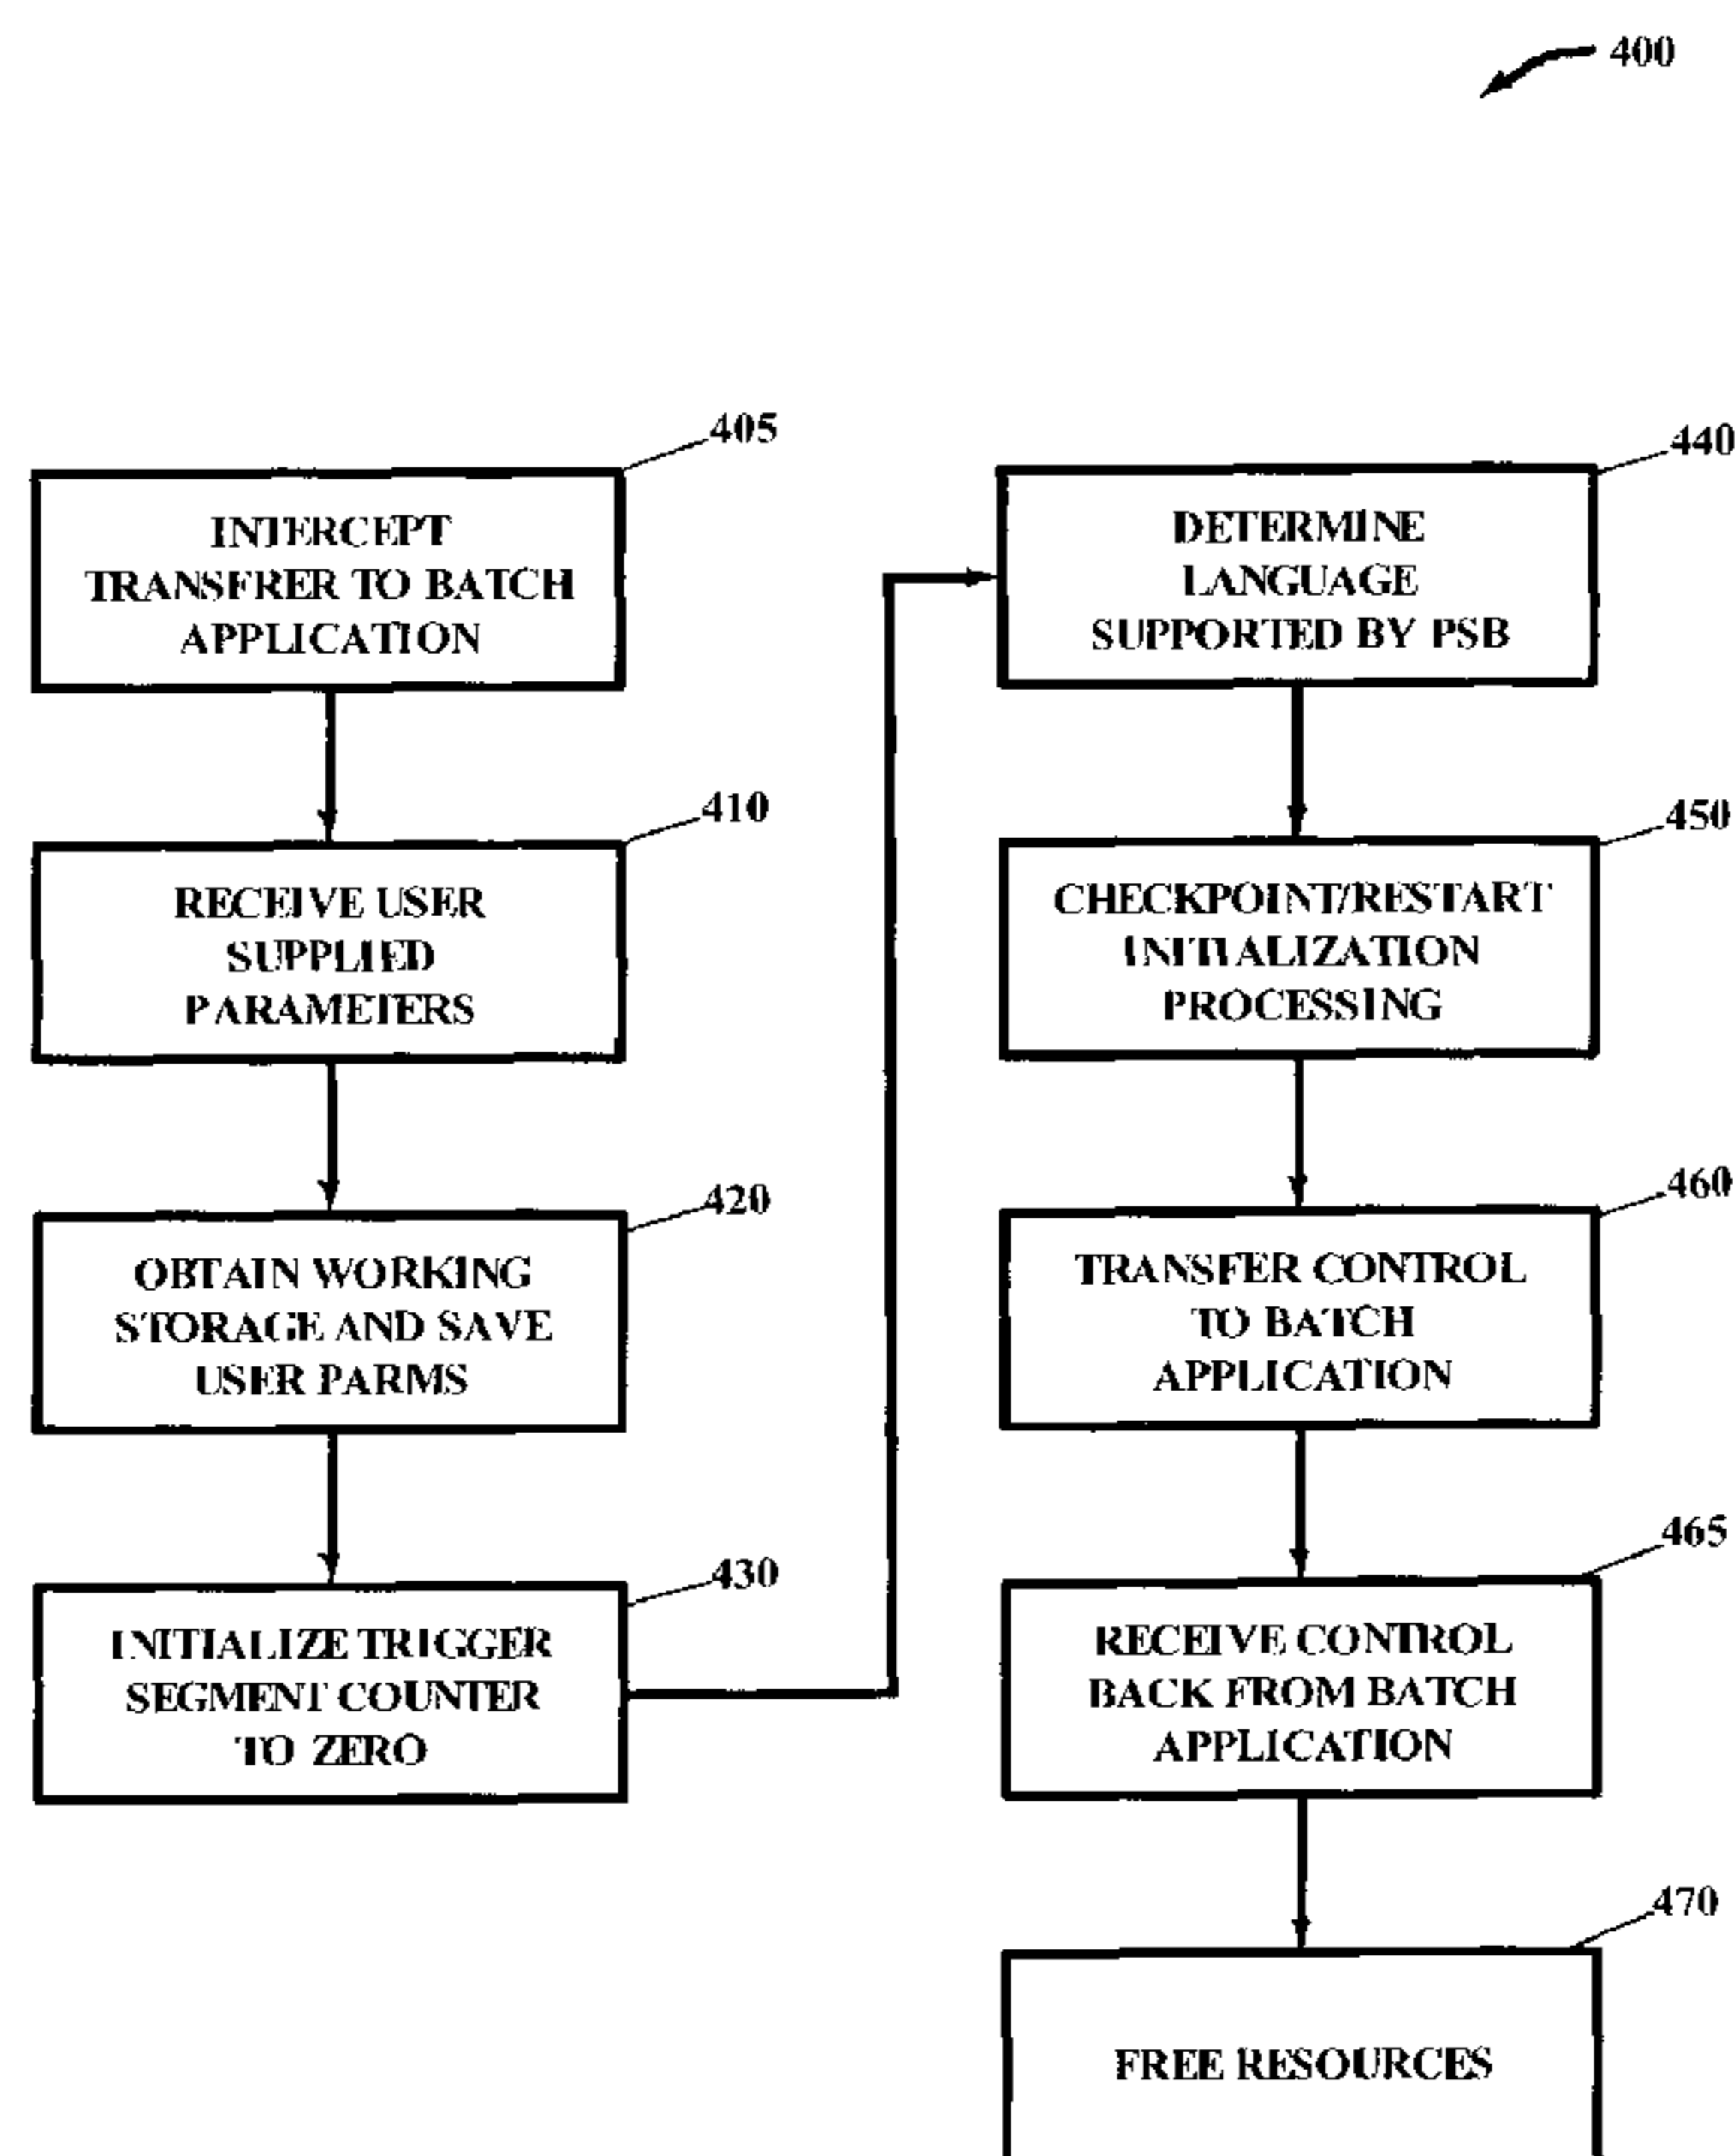 400
405
INTERCEPT
TRANSFRER TO BATCH
APPLICATION
410
RECEIVE USER
SUPPLIED
PARAMETERS
420
OBTAIN WORKING
STORAGE AND SAVE
USER PARMS
430
INITIALIZE TRIGGER
SEGMENT COUNTER
TO ZERO
440
DETERMINE
LANGUAGE
SUPPORTED BY PSB
450
CHECKPOINT/RESTART
INITIALIZATION
PROCESSING
460
TRANSFER CONTROL
TO BATCH
APPLICATION
465
RECEIVE CONTROL
BACK FROM BATCH
APPLICATION
470
FREE RESOURCES